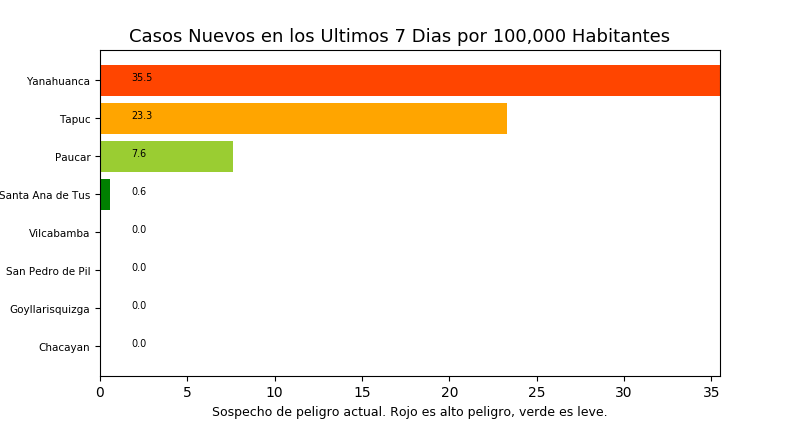 Casos Nuevos en los Ultimos 7 Dias por 100,000 Habitantes
Yanahuanca 35.5
Tapuc 23.3
Paucar 7.6
Santa Ana de Tus 0.6
Vilcabamba 0.0
San Pedro de Pil 0.0
Goyllarisquizga 0.0
Chacayan 0.0
0 5 10 15 20 25 30 35
Sospecho de peligro actual. Rojo es alto peligro, verde es leve.